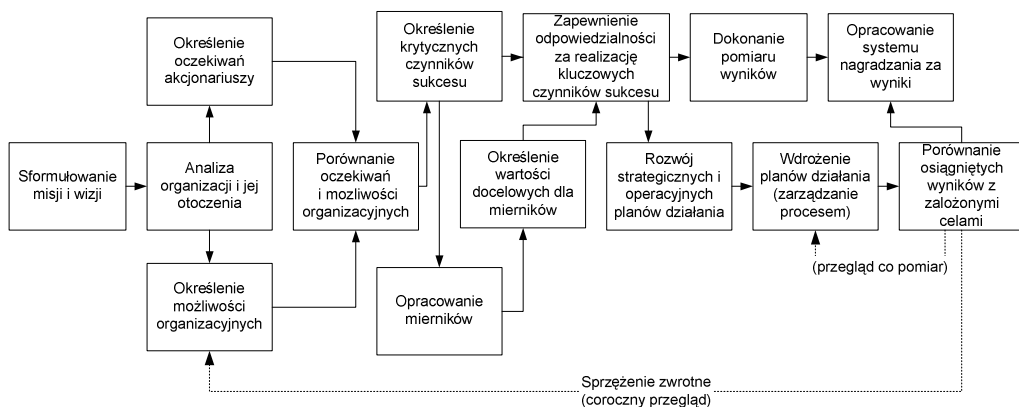 Określenie
oczekiwań
akcjonariuszy
Określenie
krytycznych
czynników
sukcesu
Zapewnienie
odpowiedzialności
za realizację
kluczowych
czynników sukcesu
Dokonanie
pomiaru
wyników
Opracowanie
systemu
nagradzania za
wyniki
Sformułowanie
misji i wizji
Analiza
organizacji i jej
otoczenia
Porównanie
oczekiwań
i mozliwości
organizacyjnych
Określenie
wartości
docelowych dla
mierników
Rozwój
strategicznych i
operacyjnych
planów działania
Wdrożenie
planów działania
(zarządzanie
procesem)
Porównanie
osiągniętych
wyników z
założonymi
celami
(przegląd co pomiar)
Określenie
możliwości
organizacyjnych
Opracowanie
mierników
Sprzężenie zwrotne
(coroczny przegląd)